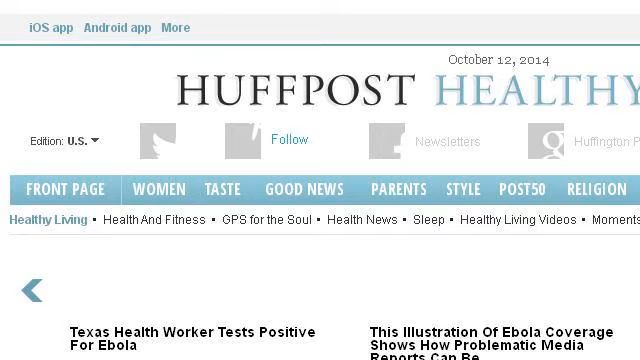 iOS app Android app More
October 12, 2014
HUFFPOST HEALTHY
Edition: U.S. Follow Newsletters Huffington P
FRONT PAGE WOMEN TASTE GOOD NEWS PARENTS STYLE POST50 RELIGION
Healthy Living • Health And Fitness • GPS for the Soul • Health News • Sleep • Healthy Living Videos • Moments
Texas Health Worker Tests Positive
For Ebola
This Illustration Of Ebola Coverage
Shows How Problematic Media
Reports Can Be